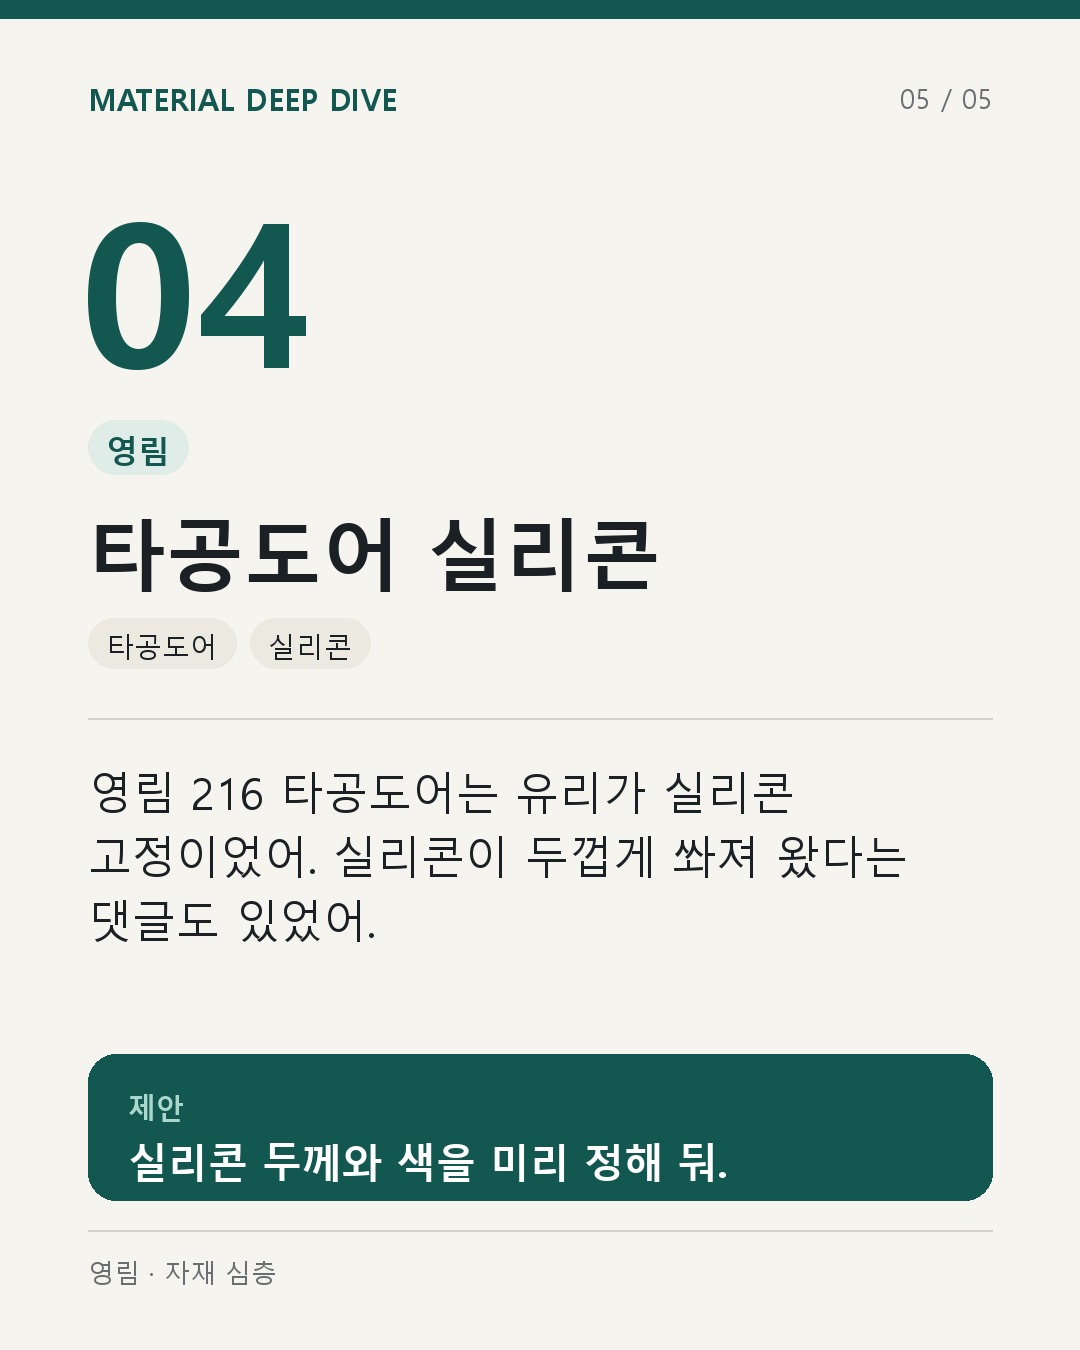 MATERIAL DEEP DIVE
05 / 05
04
영림
타공도어 실리콘
타공도어 실리콘
영림 216 타공도어는 유리가 실리콘
고정이었어. 실리콘이 두껍게 쏴져 왔다는
댓글도 있었어.
제안
실리콘 두께와 색을 미리 정해 둬.
영림 · 자재 심층